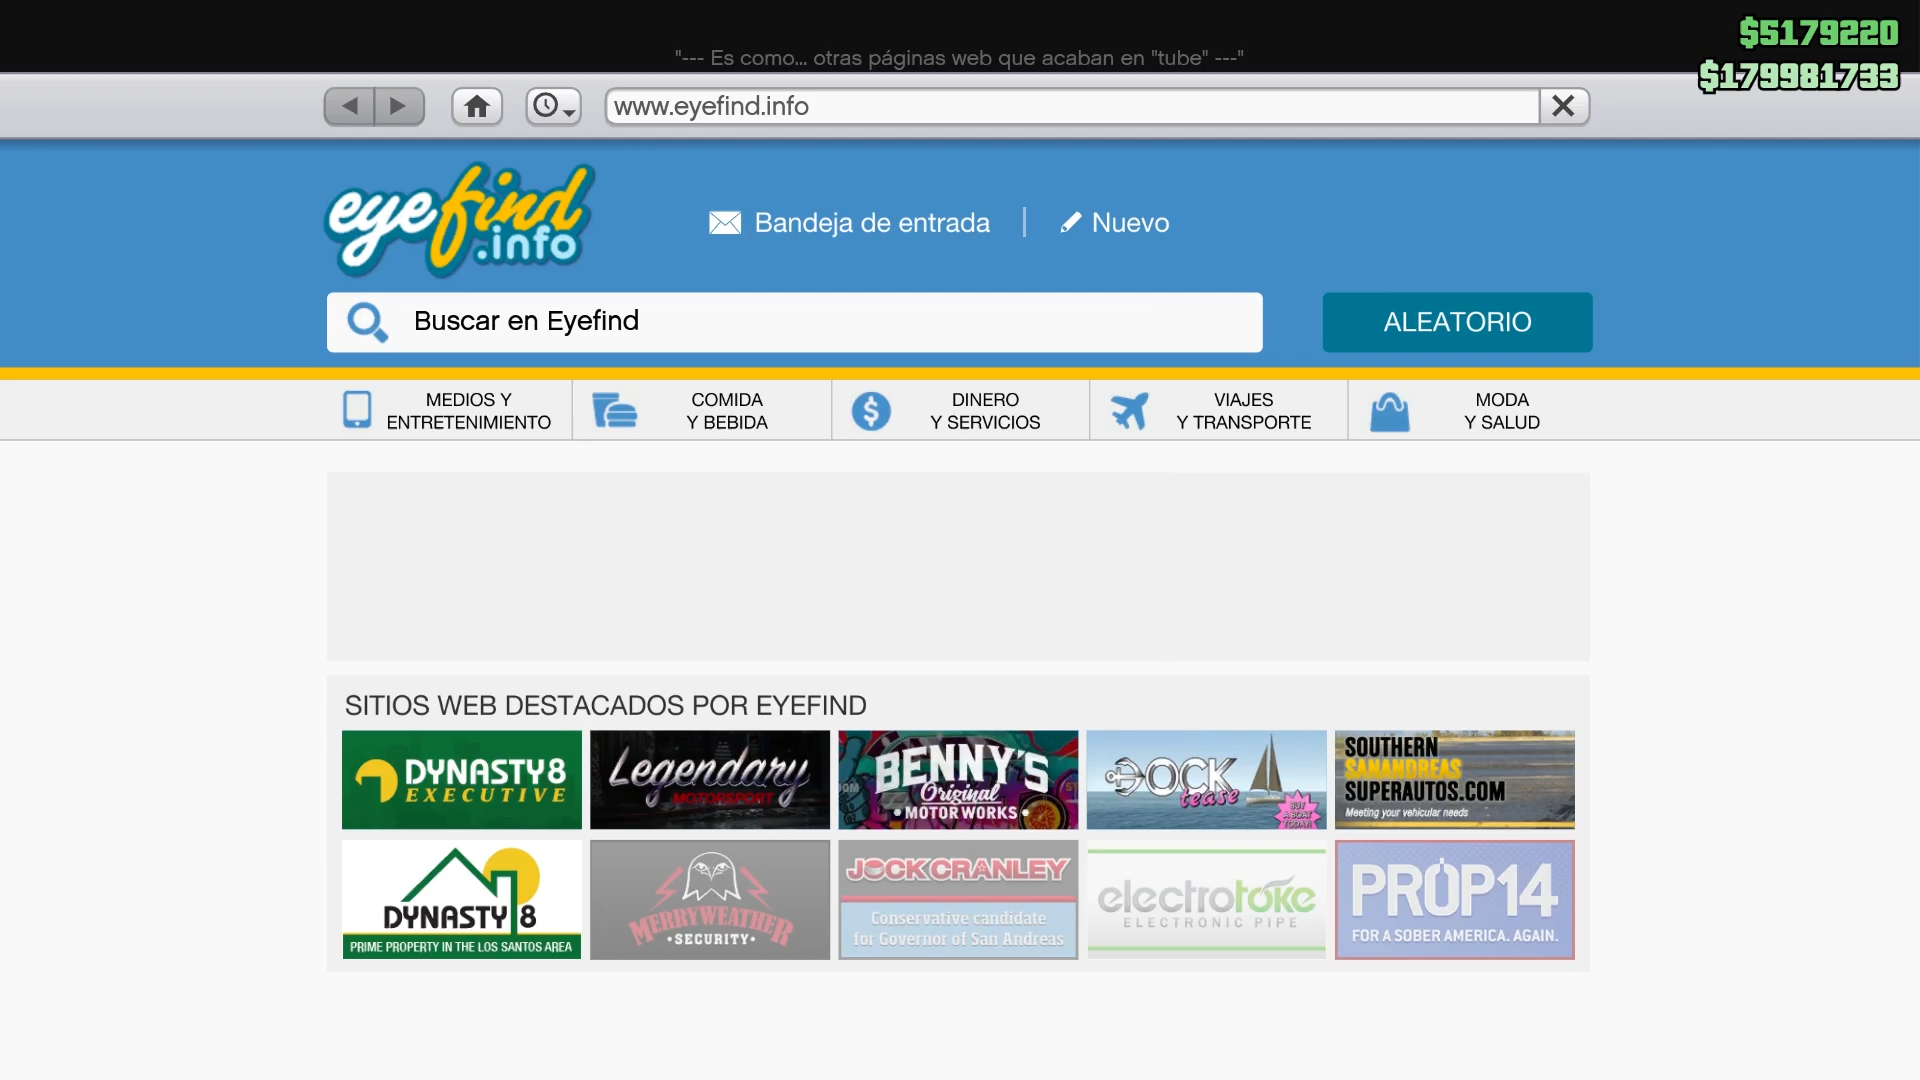 $5179220
"--- Es como... otras páginas web que acaban en "tube" ---"
$179981733
www.eyefind.info
eyefind
.info
Bandeja de entrada
Nuevo
Buscar en Eyefind
ALEATORIO
MEDIOS Y
ENTRETENIMIENTO
COMIDA
Y BEBIDA
DINERO
Y SERVICIOS
VIAJES
Y TRANSPORTE
MODA
Y SALUD
SITIOS WEB DESTACADOS POR EYEFIND
DYNASTY8
EXECUTIVE
Legendary
MOTORSPORT
BENNY'S
Original
• MOTOR WORKS •
DOCK
tease
BUY
A BOAT
TODAY!
SOUTHERN
SANANDREAS
SUPERAUTOS.COM
Meeting your vehicular needs
DYNASTY 8
PRIME PROPERTY IN THE LOS SANTOS AREA
MERRYWEATHER
• SECURITY •
JOCK CRANLEY
Conservative candidate
for Governor of San Andreas
electrotoke
ELECTRONIC PIPE
PROP14
FOR A SOBER AMERICA. AGAIN.